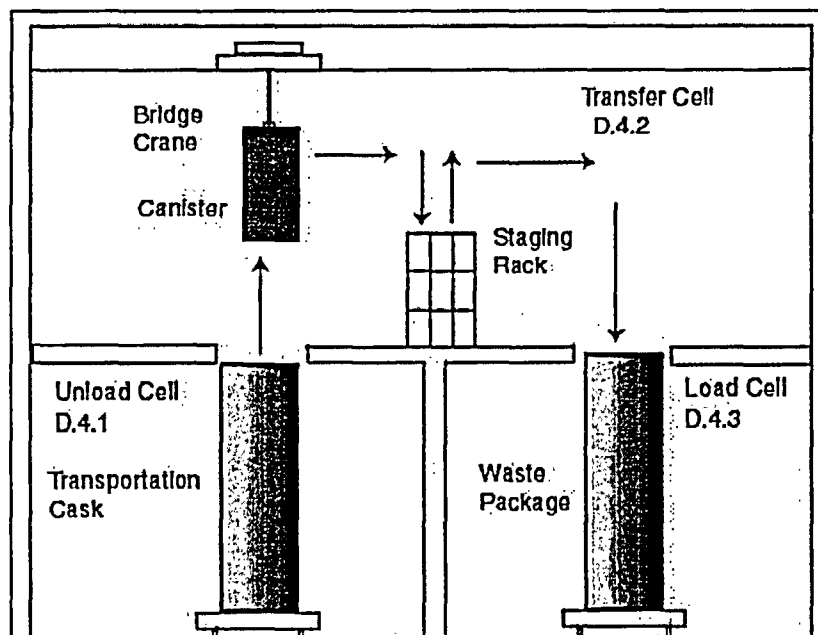 Bridge
Crane
Canister
Transfer Cell
D.4.2
Staging
Rack
Unload Cell
D.4.1
Transportation
Cask
Waste
Package
Load Cell
D.4.3